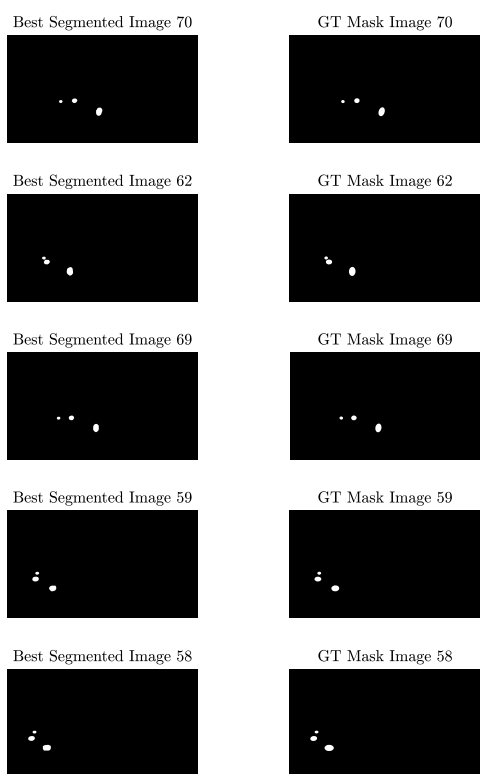 Best Segmented Image 70
GT Mask Image 70
Best Segmented Image 62
GT Mask Image 62
Best Segmented Image 69
GT Mask Image 69
Best Segmented Image 59
GT Mask Image 59
Best Segmented Image 58
GT Mask Image 58